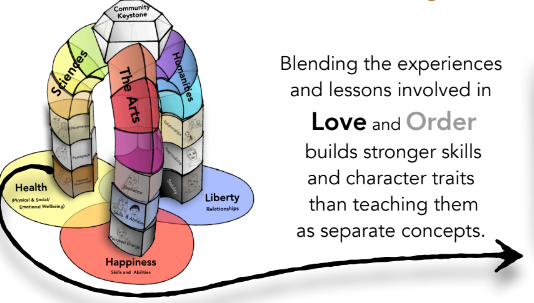 Community
Keystone
Sciences
The Arts
Humanities
Health
(Physical & Social/
Emotional Wellbeing)
Liberty
Relationships
Happiness
Skills and Abilities
Blending the experiences
and lessons involved in
Love and Order
builds stronger skills
and character traits
than teaching them
as separate concepts.